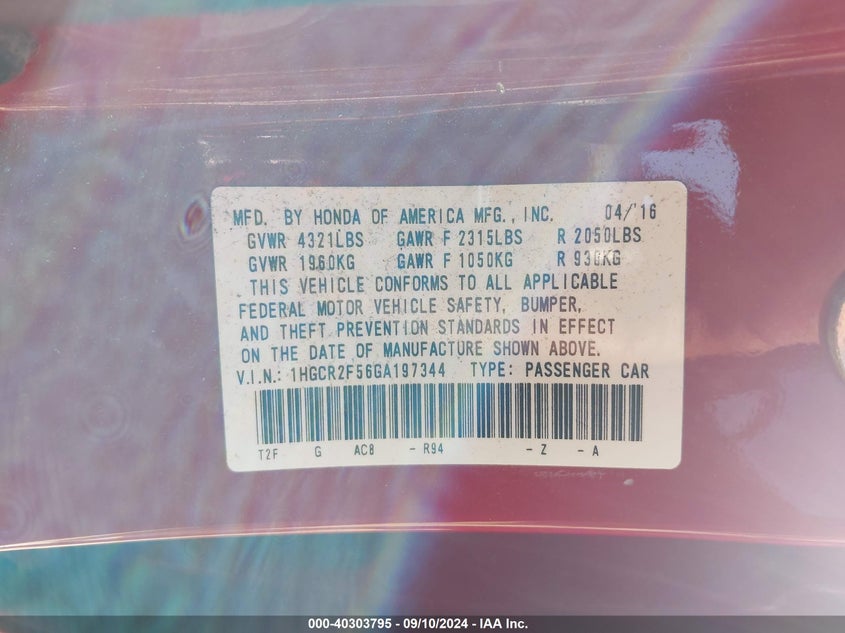 MFD. BY HONDA OF AMERICA MFG., INC. 04/'16
GVWR 4321LBS GAWR F 2315LBS R 2050LBS
GVWR 1960KG GAWR F 1050KG R 930KG
THIS VEHICLE CONFORMS TO ALL APPLICABLE
FEDERAL MOTOR VEHICLE SAFETY, BUMPER,
AND THEFT PREVENTION STANDARDS IN EFFECT
ON THE DATE OF MANUFACTURE SHOWN ABOVE.
V.I.N.: 1HGCR2F56GA197344 TYPE: PASSENGER CAR
T2F G AC8 - R94 - Z - A
000-40303795 - 09/10/2024 - IAA Inc.